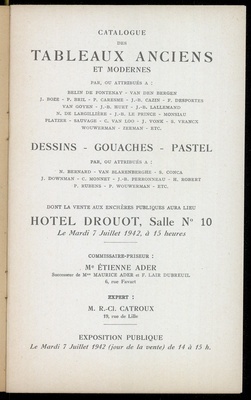 CATALOGUE
DES
TABLEAUX ANCIENS
ET MODERNES
PAR, OU ATTRIBUÉS A :
BELIN DE FONTENAY - VAN DEN BERGEN
J. BOZE - N. BRIL - P. CARESME - J.-B. CAZIN - F. DESPORTES
VAN GOYEN - J.-B. HUET - J.-B. LALLEMAND
N. DE LARGILLIÈRE - J.-B. LE PRINCE - MONSIAU
PLATIER - SAUVAGE - C. VAN LOO - J. VONK - S. VRANCX
WOUWERMAN - ZEEMAN - ETC.
DESSINS - GOUACHES - PASTEL
PAR, OU ATTRIBUÉS A :
N. BERNARD - VAN BLARENBERGHE - S. CONCA
J. DOWNMAN - C. MONNET - J.-B. PERRONNEAU - H. ROBERT
P. RUBENS - P. WOUWERMAN - ETC.
DONT LA VENTE AUX ENCHÈRES PUBLIQUES AURA LIEU
HOTEL DROUOT, Salle N° 10
Le Mardi 7 Juillet 1942, à 15 heures
COMMISSAIRE-PRISEUR :
Me ÉTIENNE ADER
Successeur de Mes MAURICE ADER et F. LAIR DUBREUIL
6, rue Favart
EXPERT :
M. R.-Cl. CATROUX
19, rue de Lille
EXPOSITION PUBLIQUE
Le Mardi 7 Juillet 1942 (jour de la vente) de 14 à 15 h.